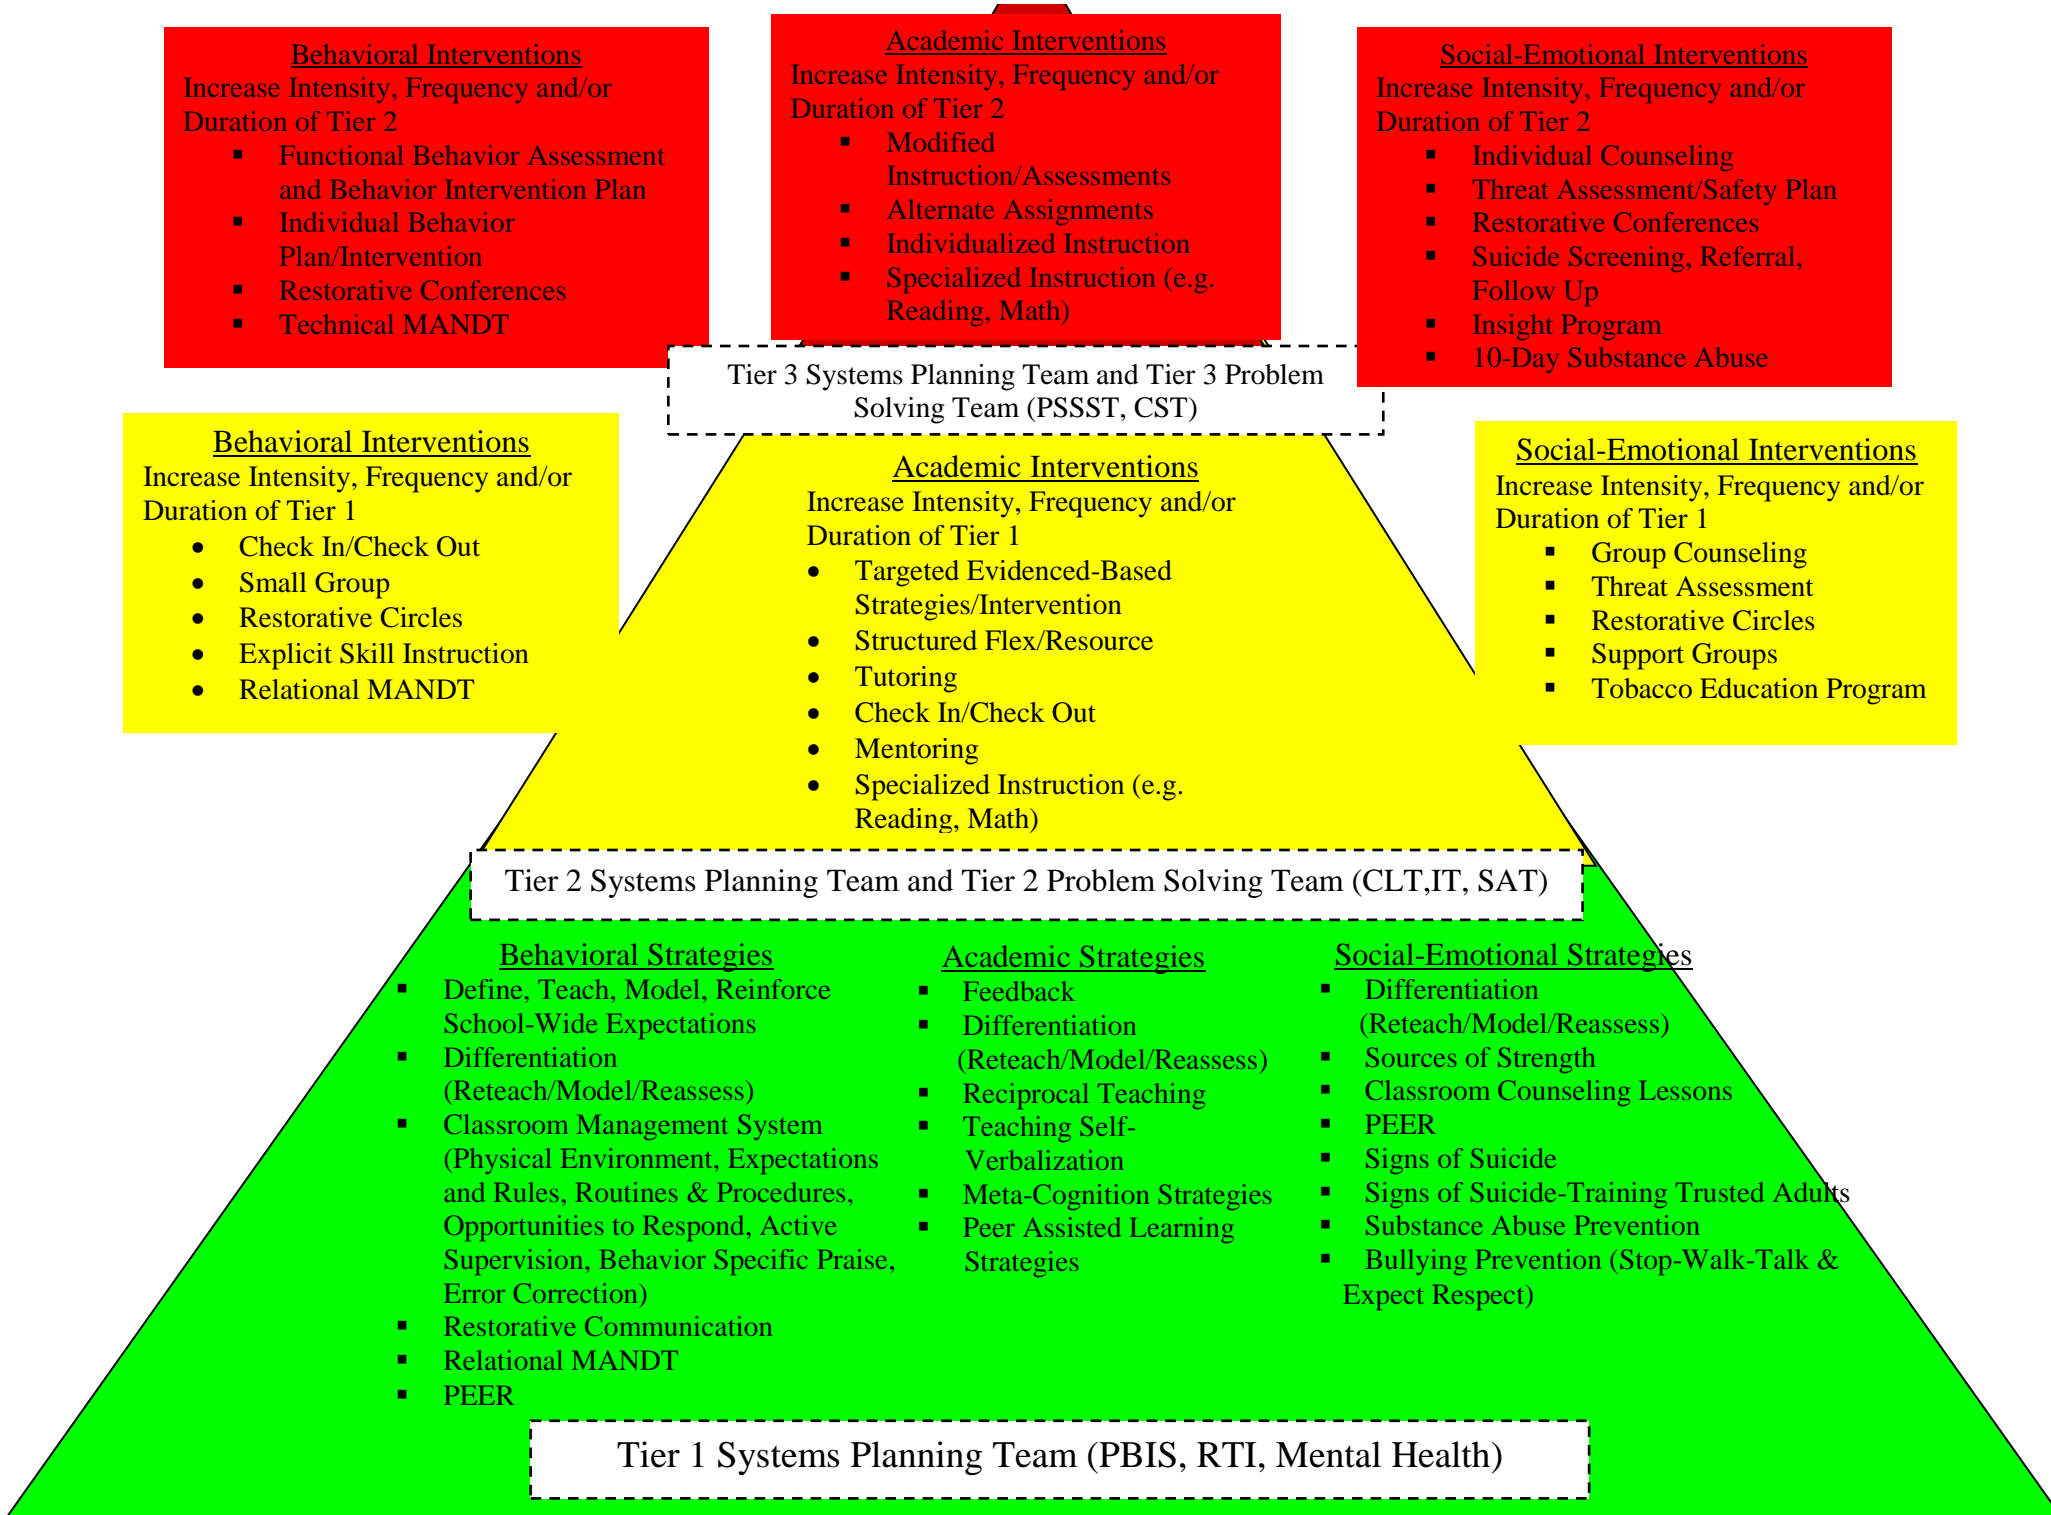 Behavioral Interventions
Increase Intensity, Frequency and/or
Duration of Tier 2
▪ Functional Behavior Assessment
and Behavior Intervention Plan
▪ Individual Behavior
Plan/Intervention
▪ Restorative Conferences
▪ Technical MANDT
Academic Interventions
Increase Intensity, Frequency and/or
Duration of Tier 2
▪ Modified
Instruction/Assessments
▪ Alternate Assignments
▪ Individualized Instruction
▪ Specialized Instruction (e.g.
Reading, Math)
Social-Emotional Interventions
Increase Intensity, Frequency and/or
Duration of Tier 2
▪ Individual Counseling
▪ Threat Assessment/Safety Plan
▪ Restorative Conferences
▪ Suicide Screening, Referral,
Follow Up
▪ Insight Program
▪ 10-Day Substance Abuse
Tier 3 Systems Planning Team and Tier 3 Problem
Solving Team (PSSST, CST)
Behavioral Interventions
Increase Intensity, Frequency and/or
Duration of Tier 1
• Check In/Check Out
• Small Group
• Restorative Circles
• Explicit Skill Instruction
• Relational MANDT
Academic Interventions
Increase Intensity, Frequency and/or
Duration of Tier 1
• Targeted Evidenced-Based
Strategies/Intervention
• Structured Flex/Resource
• Tutoring
• Check In/Check Out
• Mentoring
• Specialized Instruction (e.g.
Reading, Math)
Social-Emotional Interventions
Increase Intensity, Frequency and/or
Duration of Tier 1
▪ Group Counseling
▪ Threat Assessment
▪ Restorative Circles
▪ Support Groups
▪ Tobacco Education Program
Tier 2 Systems Planning Team and Tier 2 Problem Solving Team (CLT,IT, SAT)
Behavioral Strategies
▪ Define, Teach, Model, Reinforce
School-Wide Expectations
▪ Differentiation
(Reteach/Model/Reassess)
▪ Classroom Management System
(Physical Environment, Expectations
and Rules, Routines & Procedures,
Opportunities to Respond, Active
Supervision, Behavior Specific Praise,
Error Correction)
▪ Restorative Communication
▪ Relational MANDT
▪ PEER
Academic Strategies
▪ Feedback
▪ Differentiation
(Reteach/Model/Reassess)
▪ Reciprocal Teaching
▪ Teaching Self-
Verbalization
▪ Meta-Cognition Strategies
▪ Peer Assisted Learning
Strategies
Social-Emotional Strategies
▪ Differentiation
(Reteach/Model/Reassess)
▪ Sources of Strength
▪ Classroom Counseling Lessons
▪ PEER
▪ Signs of Suicide
▪ Signs of Suicide-Training Trusted Adults
▪ Substance Abuse Prevention
▪ Bullying Prevention (Stop-Walk-Talk &
Expect Respect)
Tier 1 Systems Planning Team (PBIS, RTI, Mental Health)